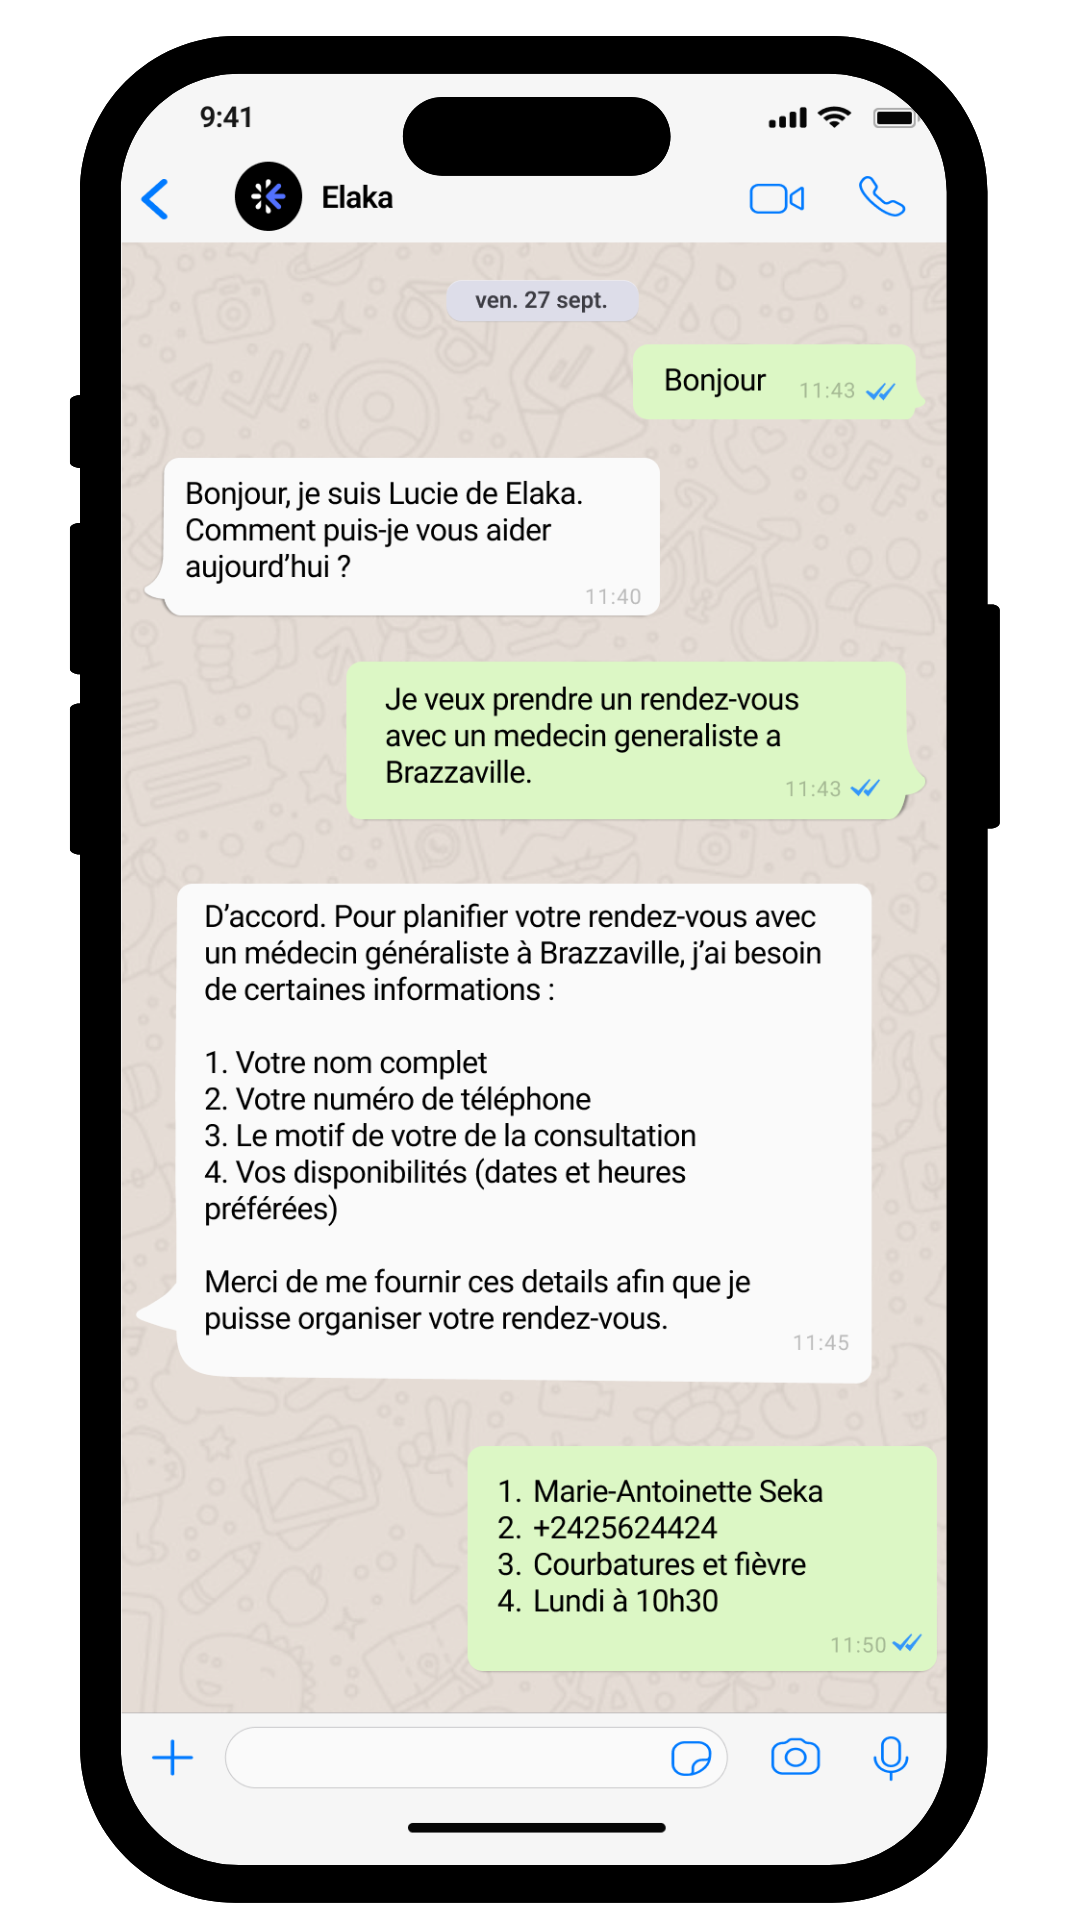 9:41
Elaka
ven. 27 sept.
Bonjour
11:43
Bonjour, je suis Lucie de Elaka.
Comment puis-je vous aider
aujourd’hui ?
11:40
Je veux prendre un rendez-vous
avec un medecin generaliste a
Brazzaville.
11:43
D’accord. Pour planifier votre rendez-vous avec
un médecin généraliste à Brazzaville, j’ai besoin
de certaines informations :
1. Votre nom complet
2. Votre numéro de téléphone
3. Le motif de votre de la consultation
4. Vos disponibilités (dates et heures
préférées)
Merci de me fournir ces details afin que je
puisse organiser votre rendez-vous.
11:45
1. Marie-Antoinette Seka
2. +2425624424
3. Courbatures et fièvre
4. Lundi à 10h30
11:50